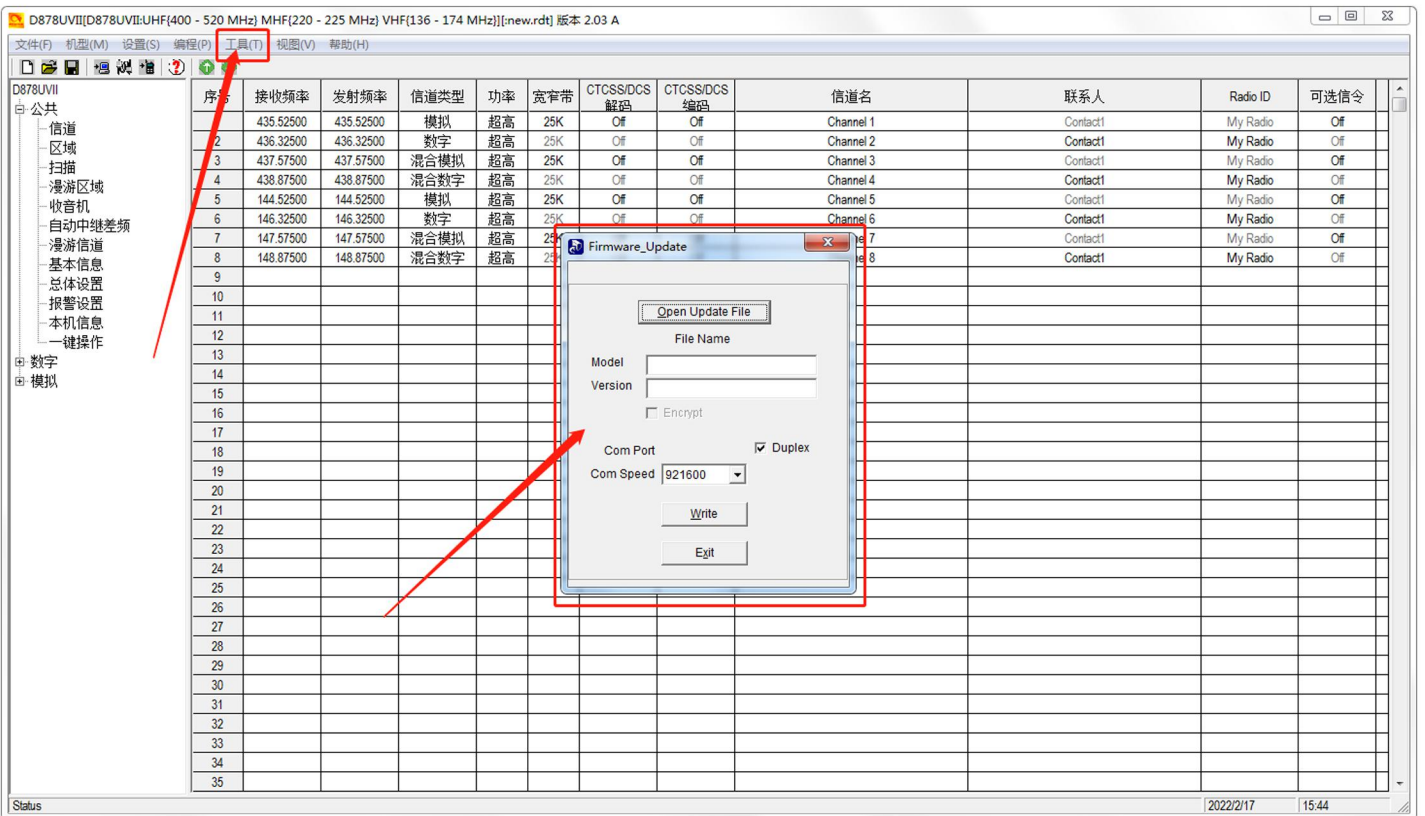 D878UVII[D878UVII:UHF{400 - 520 MHz} MHF{220 - 225 MHz} VHF{136 - 174 MHz}][:new.rdt] 版本 2.03 A
文件(F) 机型(M) 设置(S) 编程(P) 工具(T) 视图(V) 帮助(H)
D878UVII
公共
信道
区域
扫描
漫游区域
收音机
自动中继差频
漫游信道
基本信息
总体设置
报警设置
本机信息
一键操作
数字
模拟
序号 接收频率 发射频率 信道类型 功率 宽窄带 CTCSS/DCS 解码 CTCSS/DCS 编码 信道名 联系人 Radio ID 可选信令
435.52500 435.52500 模拟 超高 25K Off Off Channel 1 Contact1 My Radio Off
2 436.32500 436.32500 数字 超高 25K Off Off Channel 2 Contact1 My Radio Off
3 437.57500 437.57500 混合模拟 超高 25K Off Off Channel 3 Contact1 My Radio Off
4 438.87500 438.87500 混合数字 超高 25K Off Off Channel 4 Contact1 My Radio Off
5 144.52500 144.52500 模拟 超高 25K Off Off Channel 5 Contact1 My Radio Off
6 146.32500 146.32500 数字 超高 25K Off Off Channel 6 Contact1 My Radio Off
7 147.57500 147.57500 混合模拟 超高 7 Contact1 My Radio Off
8 148.87500 148.87500 混合数字 超高 8 Contact1 My Radio Off
9
10
11
12
13
14
15
16
17
18
19
20
21
22
23
24
25
26
27
28
29
30
31
32
33
34
35
Firmware_Update
Open Update File
File Name
Model
Version
Encrypt
Com Port Duplex
Com Speed 921600
Write
Exit
Status 2022/2/17 15:44